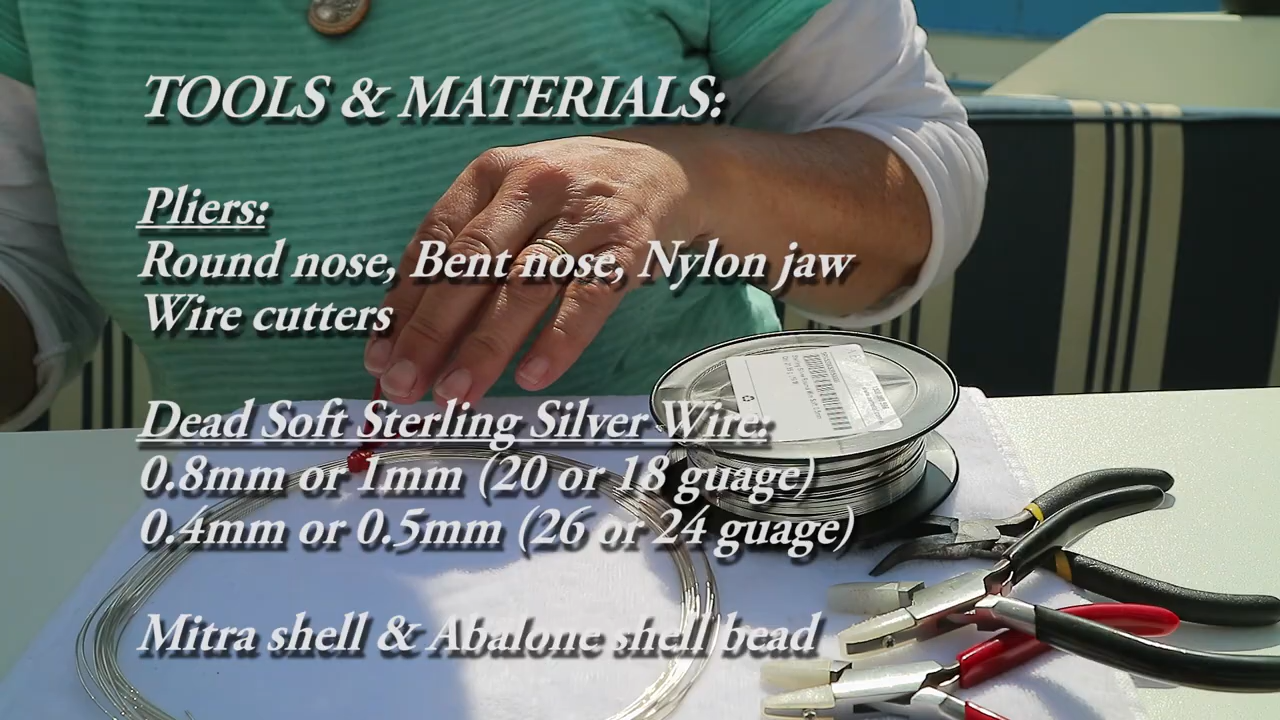 TOOLS & MATERIALS:
Pliers:
Round nose, Bent nose, Nylon jaw
Wire cutters
Dead Soft Sterling Silver Wire:
0.8mm or 1mm (20 or 18 guage)
0.4mm or 0.5mm (26 or 24 guage)
Mitra shell & Abalone shell bead